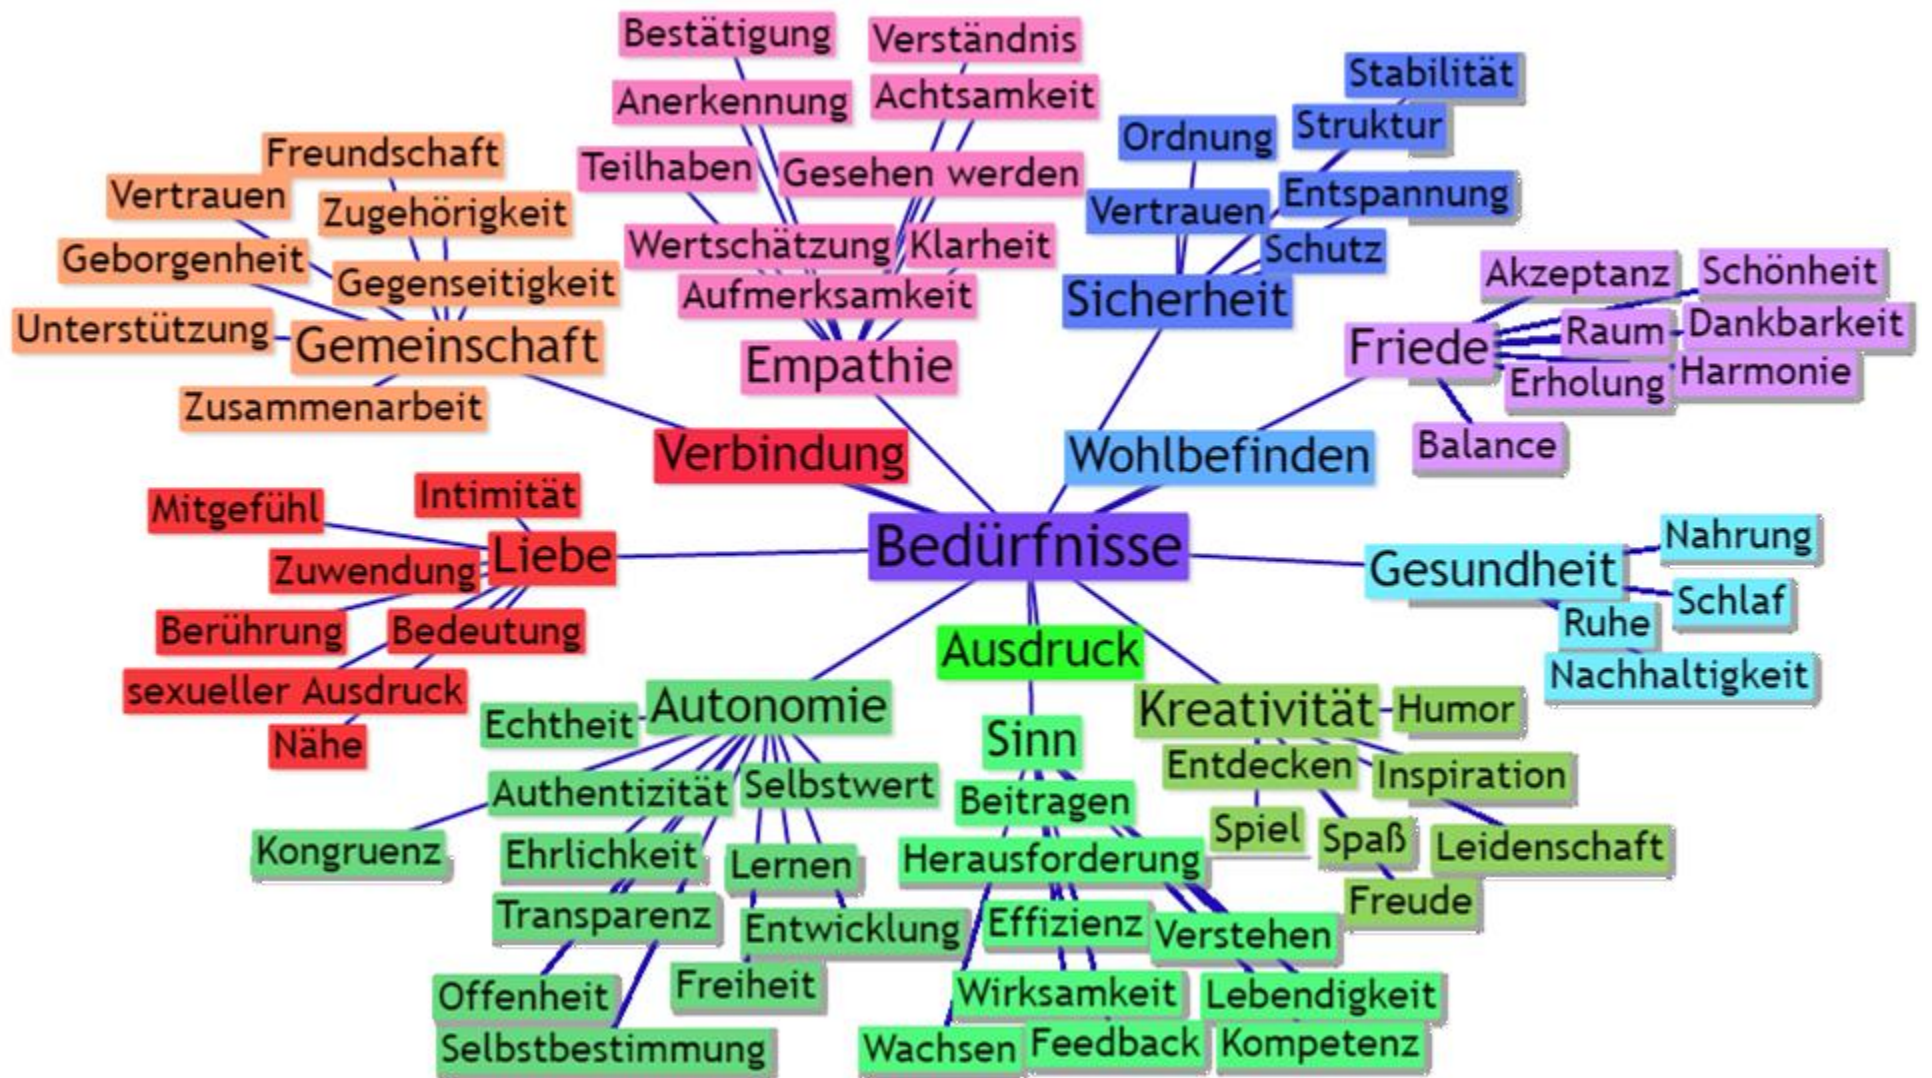 Bestätigung
Verständnis
Anerkennung
Achtsamkeit
Teilhaben
Gesehen werden
Wertschätzung
Klarheit
Aufmerksamkeit
Empathie
Freundschaft
Vertrauen
Zugehörigkeit
Geborgenheit
Gegenseitigkeit
Unterstützung
Gemeinschaft
Zusammenarbeit
Verbindung
Stabilität
Struktur
Ordnung
Entspannung
Vertrauen
Schutz
Sicherheit
Akzeptanz
Schönheit
Raum
Dankbarkeit
Friede
Erholung
Harmonie
Balance
Wohlbefinden
Bedürfnisse
Intimität
Mitgefühl
Liebe
Zuwendung
Berührung
Bedeutung
sexueller Ausdruck
Nähe
Gesundheit
Nahrung
Schlaf
Ruhe
Nachhaltigkeit
Ausdruck
Autonomie
Echtheit
Authentizität
Selbstwert
Kongruenz
Ehrlichkeit
Lernen
Transparenz
Entwicklung
Offenheit
Freiheit
Selbstbestimmung
Sinn
Beitragen
Herausforderung
Effizienz
Verstehen
Wirksamkeit
Lebendigkeit
Wachsen
Feedback
Kompetenz
Kreativität
Humor
Entdecken
Inspiration
Spiel
Spaß
Leidenschaft
Freude